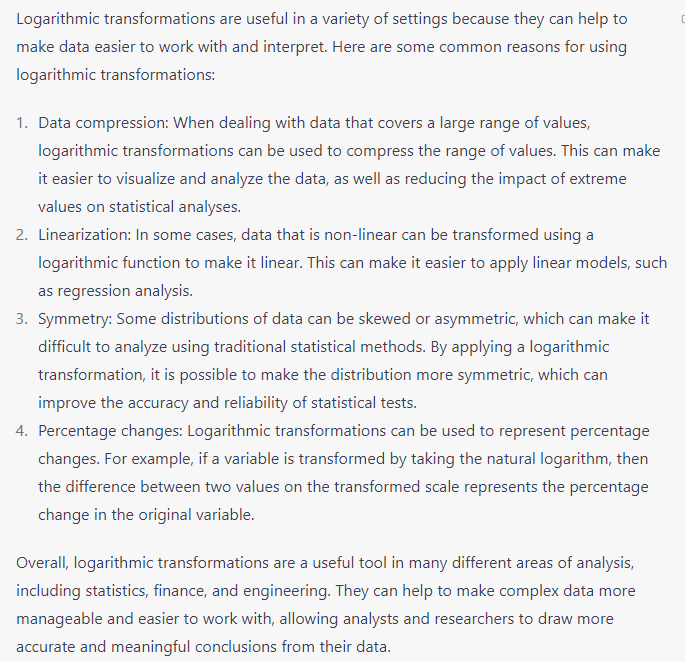 Logarithmic transformations are useful in a variety of settings because they can help to
make data easier to work with and interpret. Here are some common reasons for using
logarithmic transformations:
1. Data compression: When dealing with data that covers a large range of values,
logarithmic transformations can be used to compress the range of values. This can make
it easier to visualize and analyze the data, as well as reducing the impact of extreme
values on statistical analyses.
2. Linearization: In some cases, data that is non-linear can be transformed using a
logarithmic function to make it linear. This can make it easier to apply linear models, such
as regression analysis.
3. Symmetry: Some distributions of data can be skewed or asymmetric, which can make it
difficult to analyze using traditional statistical methods. By applying a logarithmic
transformation, it is possible to make the distribution more symmetric, which can
improve the accuracy and reliability of statistical tests.
4. Percentage changes: Logarithmic transformations can be used to represent percentage
changes. For example, if a variable is transformed by taking the natural logarithm, then
the difference between two values on the transformed scale represents the percentage
change in the original variable.
Overall, logarithmic transformations are a useful tool in many different areas of analysis,
including statistics, finance, and engineering. They can help to make complex data more
manageable and easier to work with, allowing analysts and researchers to draw more
accurate and meaningful conclusions from their data.